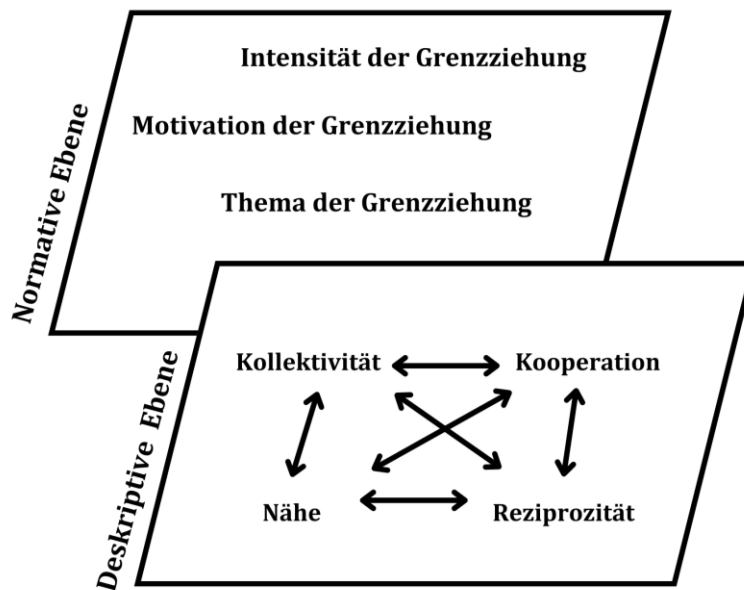 Normative Ebene
Intensität der Grenzziehung
Motivation der Grenzziehung
Thema der Grenzziehung
Deskriptive Ebene
Kollektivität
Kooperation
Nähe
Reziprozität